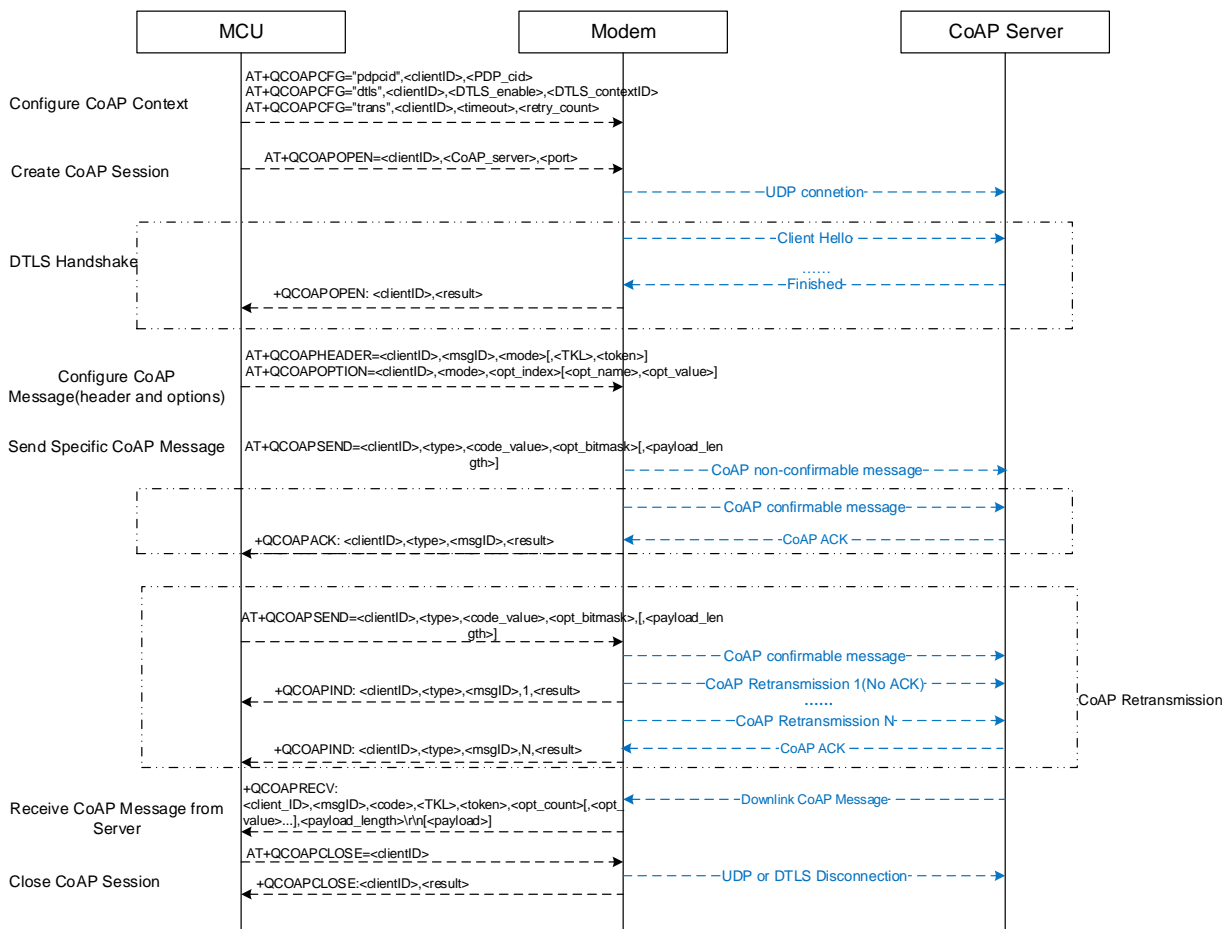 MCU
Modem
CoAP Server
AT+QCOAPCFG="pdpcid",<clientID>,<PDP_cid>
AT+QCOAPCFG="dtls",<clientID>,<DTLS_enable>,<DTLS_contextID>
AT+QCOAPCFG="trans",<clientID>,<timeout>,<retry_count>
Configure CoAP Context
AT+QCOAPOPEN=<clientID>,<CoAP_server>,<port>
Create CoAP Session
UDP connetion
Client Hello
DTLS Handshake
......
Finished
+QCOAPOPEN: <clientID>,<result>
AT+QCOAPHEADER=<clientID>,<msgID>,<mode>[,<TKL>,<token>]
AT+QCOAPOPTION=<clientID>,<mode>,<opt_index>[<opt_name>,<opt_value>]
Configure CoAP
Message(header and options)
Send Specific CoAP Message
AT+QCOAPSEND=<clientID>,<type>,<code_value>,<opt_bitmask>[,<payload_len
gth>]
CoAP non-confirmable message
CoAP confirmable message
+QCOAPACK: <clientID>,<type>,<msgID>,<result>
CoAP ACK
AT+QCOAPSEND=<clientID>,<type>,<code_value>,<opt_bitmask>,[,<payload_len
gth>]
CoAP confirmable message
+QCOAPIND: <clientID>,<type>,<msgID>,1,<result>
CoAP Retransmission 1(No ACK)
......
CoAP Retransmission
CoAP Retransmission N
+QCOAPIND: <clientID>,<type>,<msgID>,N,<result>
CoAP ACK
+QCOAPRECV:
<client_ID>,<msgID>,<code>,<TKL>,<token>,<opt_count>[,<opt_
value>...],<payload_length>\r\n[<payload>]
Downlink CoAP Message
Receive CoAP Message from
Server
AT+QCOAPCLOSE=<clientID>
Close CoAP Session
UDP or DTLS Disconnection
+QCOAPCLOSE:<clientID>,<result>